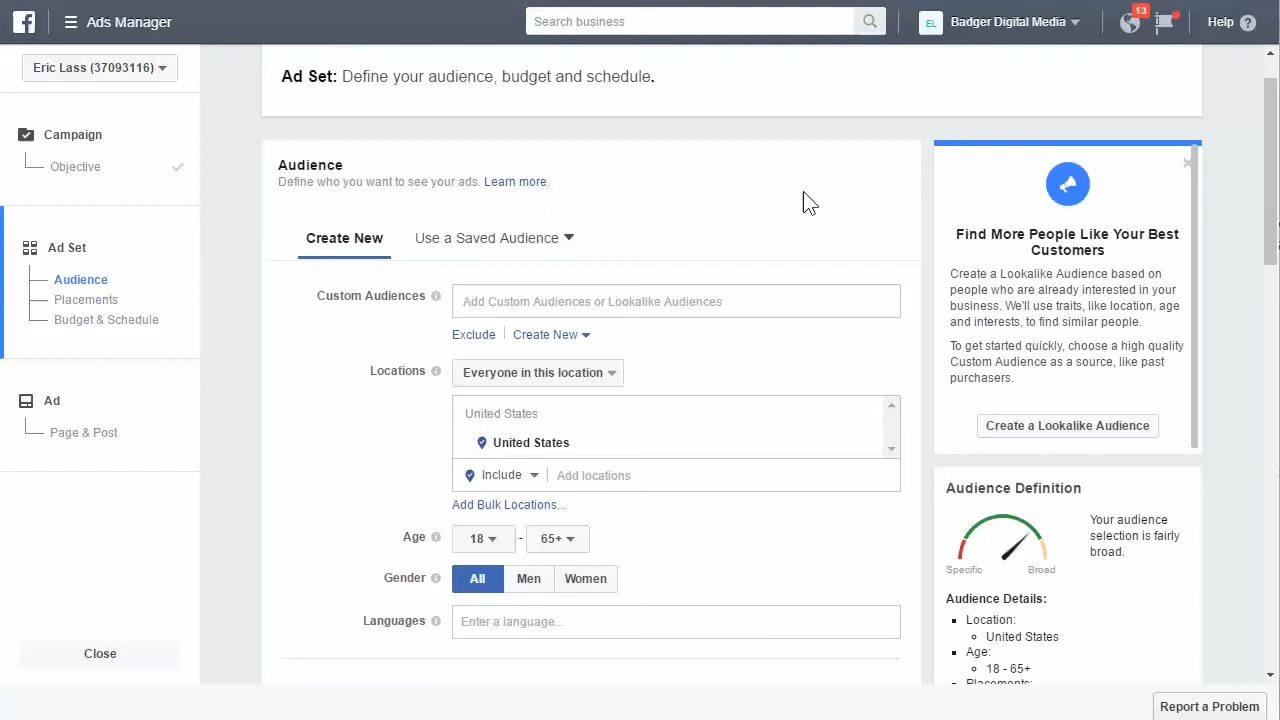 Ads Manager
Search business
EL
Badger Digital Media
13
Help
Eric Lass (37093116)
Campaign
Objective
Ad Set
Audience
Placements
Budget & Schedule
Ad
Page & Post
Close
Ad Set: Define your audience, budget and schedule.
Audience
Define who you want to see your ads. Learn more.
Create New
Use a Saved Audience
Custom Audiences
Add Custom Audiences or Lookalike Audiences
Exclude
Create New
Locations
Everyone in this location
United States
United States
Include
Add locations
Add Bulk Locations...
Age
18 - 65+
Gender
All
Men
Women
Languages
Enter a language...
Find More People Like Your Best
Customers
Create a Lookalike Audience based on
people who are already interested in your
business. We'll use traits, like location, age
and interests, to find similar people.
To get started quickly, choose a high quality
Custom Audience as a source, like past
purchasers.
Create a Lookalike Audience
Audience Definition
Specific
Broad
Your audience
selection is fairly
broad.
Audience Details:
Location:
United States
Age:
18 - 65+
Placements:
Report a Problem